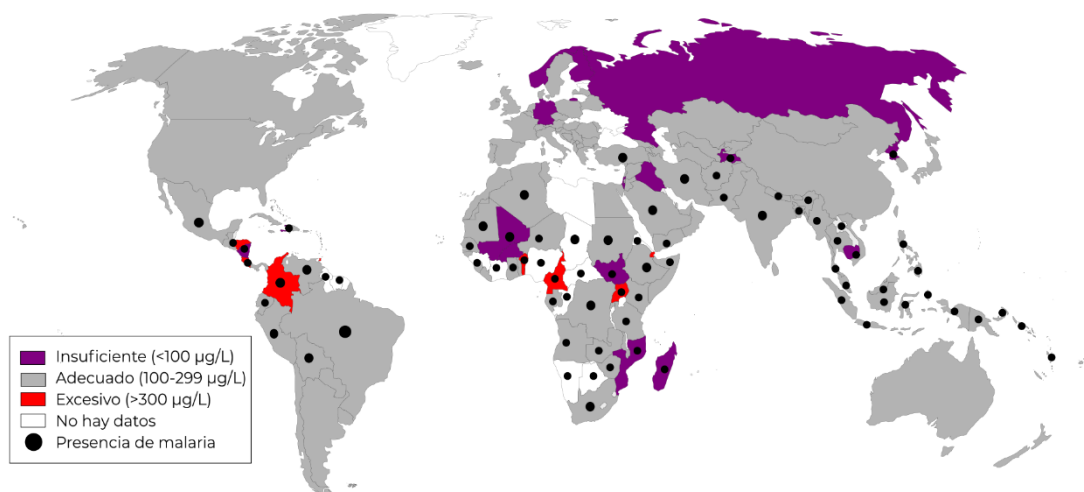 Insuficiente (<100 µg/L)
Adecuado (100-299 µg/L)
Excesivo (>300 µg/L)
No hay datos
Presencia de malaria